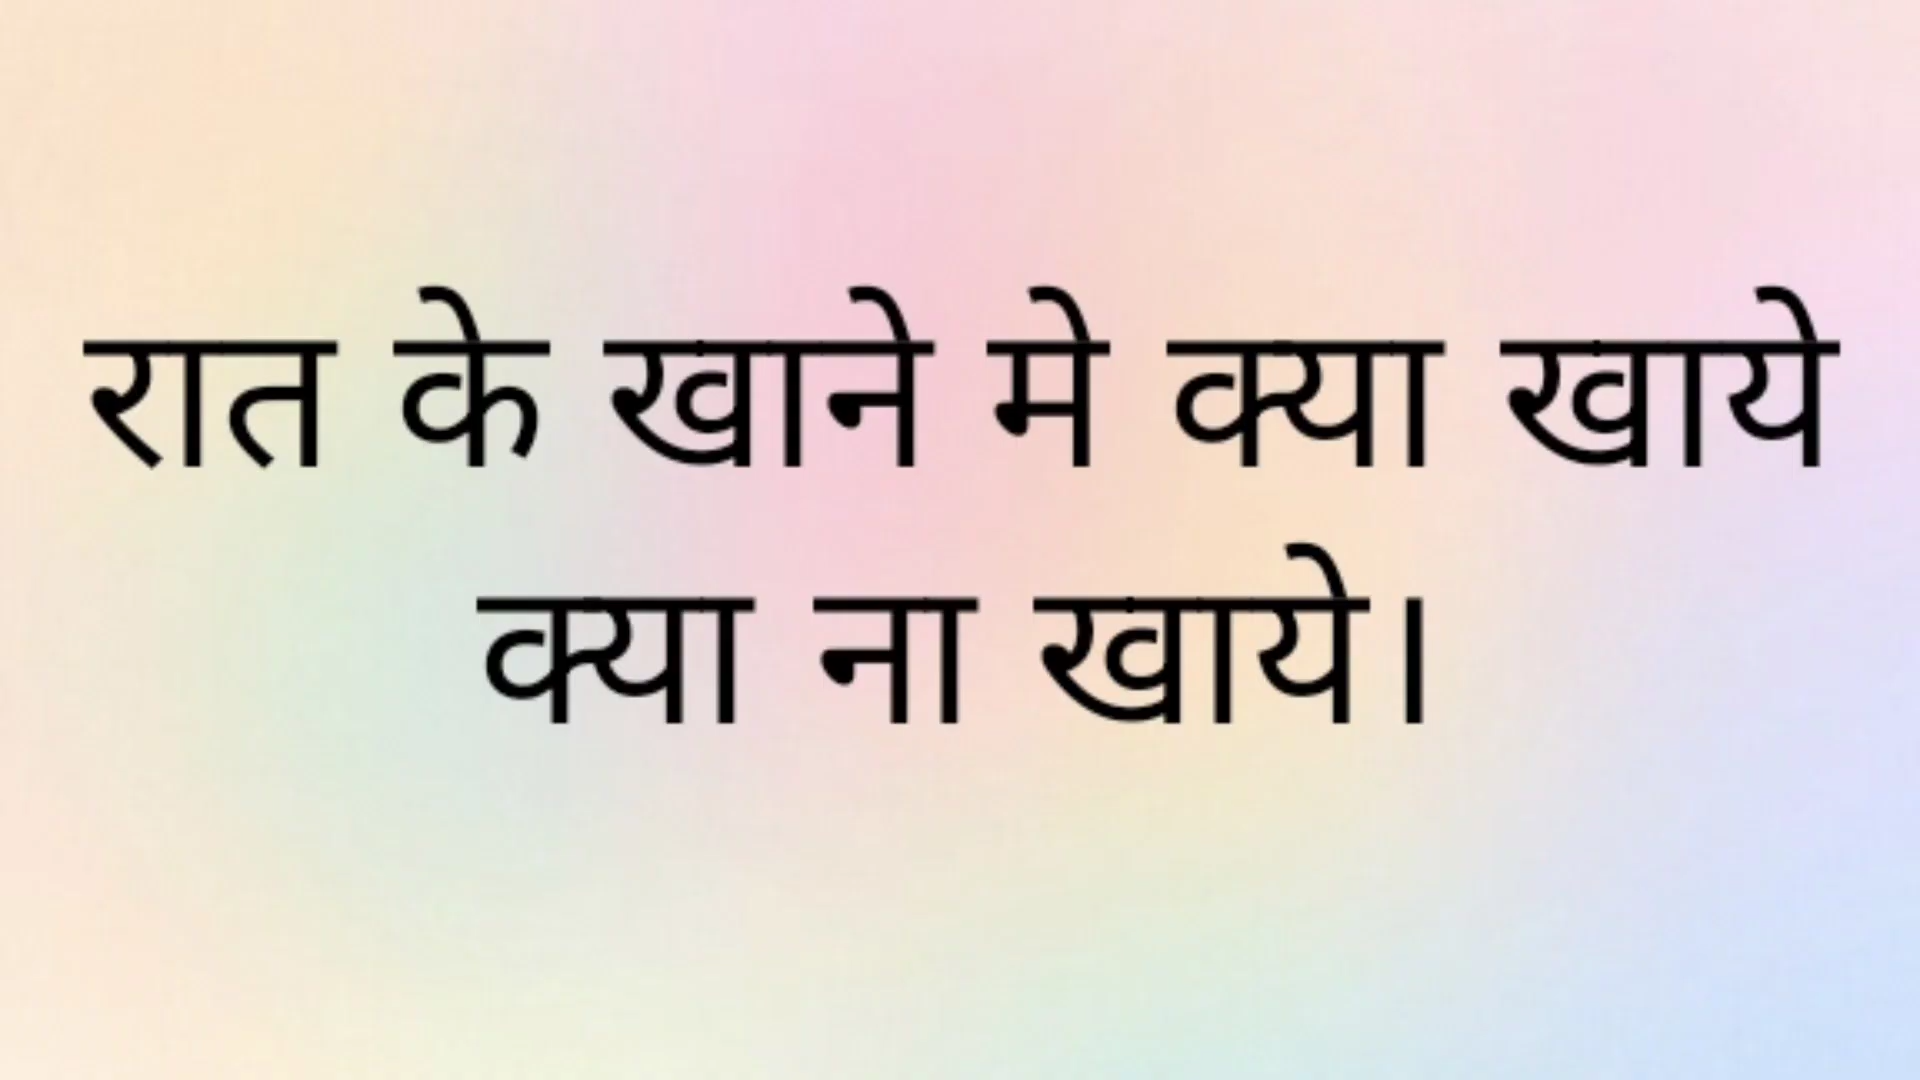 रात के खाने मे क्या खाये
क्या ना खाये।